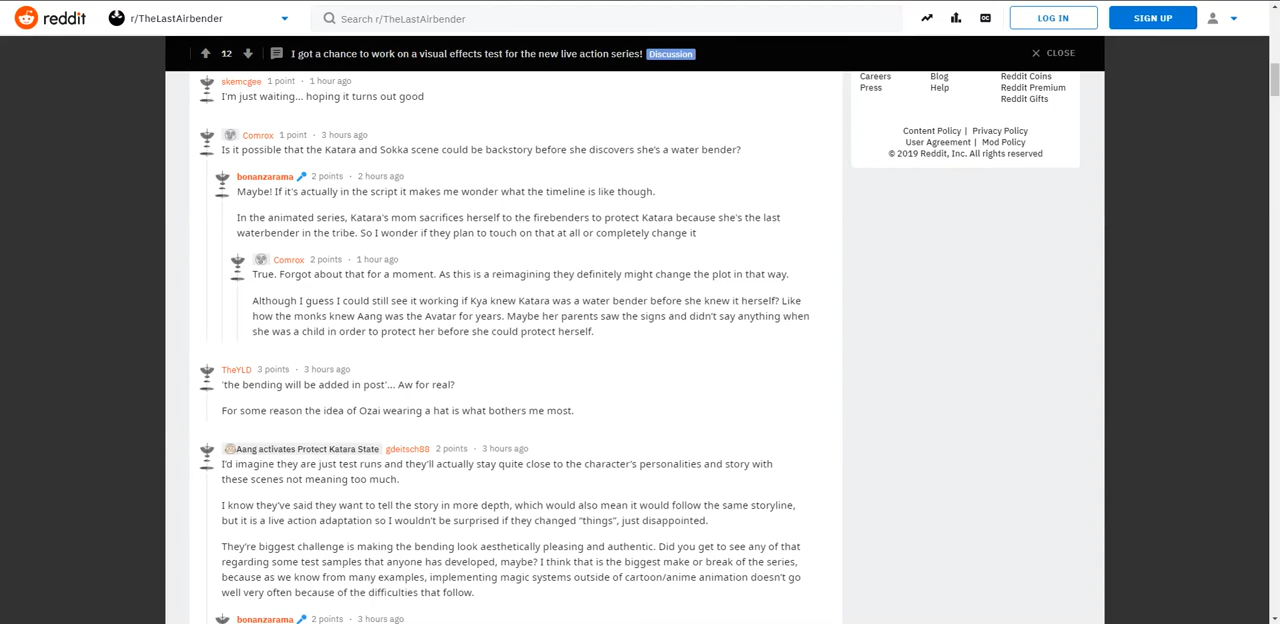 reddit
r/TheLastAirbender
Search r/TheLastAirbender
LOG IN
SIGN UP
12
I got a chance to work on a visual effects test for the new live action series! Discussion
CLOSE
skemcgee 1 point · 1 hour ago
I'm just waiting... hoping it turns out good
Comrox 1 point · 3 hours ago
Is it possible that the Katara and Sokka scene could be backstory before she discovers she's a water bender?
bonanzarama 2 points · 2 hours ago
Maybe! If it's actually in the script it makes me wonder what the timeline is like though.
In the animated series, Katara's mom sacrifices herself to the firebenders to protect Katara because she's the last
waterbender in the tribe. So I wonder if they plan to touch on that at all or completely change it
Comrox 2 points · 1 hour ago
True. Forgot about that for a moment. As this is a reimagining they definitely might change the plot in that way.
Although I guess I could still see it working if Kya knew Katara was a water bender before she knew it herself? Like
how the monks knew Aang was the Avatar for years. Maybe her parents saw the signs and didn't say anything when
she was a child in order to protect her before she could protect herself.
TheYLD 3 points · 3 hours ago
'the bending will be added in post'... Aw for real?
For some reason the idea of Ozai wearing a hat is what bothers me most.
Aang activates Protect Katara State gdeitsch88 2 points · 3 hours ago
I'd imagine they are just test runs and they'll actually stay quite close to the character's personalities and story with
these scenes not meaning too much.
I know they've said they want to tell the story in more depth, which would also mean it would follow the same storyline,
but it is a live action adaptation so I wouldn't be surprised if they changed "things", just disappointed.
They're biggest challenge is making the bending look aesthetically pleasing and authentic. Did you get to see any of that
regarding some test samples that anyone has developed, maybe? I think that is the biggest make or break of the series,
because as we know from many examples, implementing magic systems outside of cartoon/anime animation doesn't go
well very often because of the difficulties that follow.
bonanzarama 2 points · 3 hours ago
Careers Blog Reddit Coins
Press Help Reddit Premium
Reddit Gifts
Content Policy | Privacy Policy
User Agreement | Mod Policy
© 2019 Reddit, Inc. All rights reserved